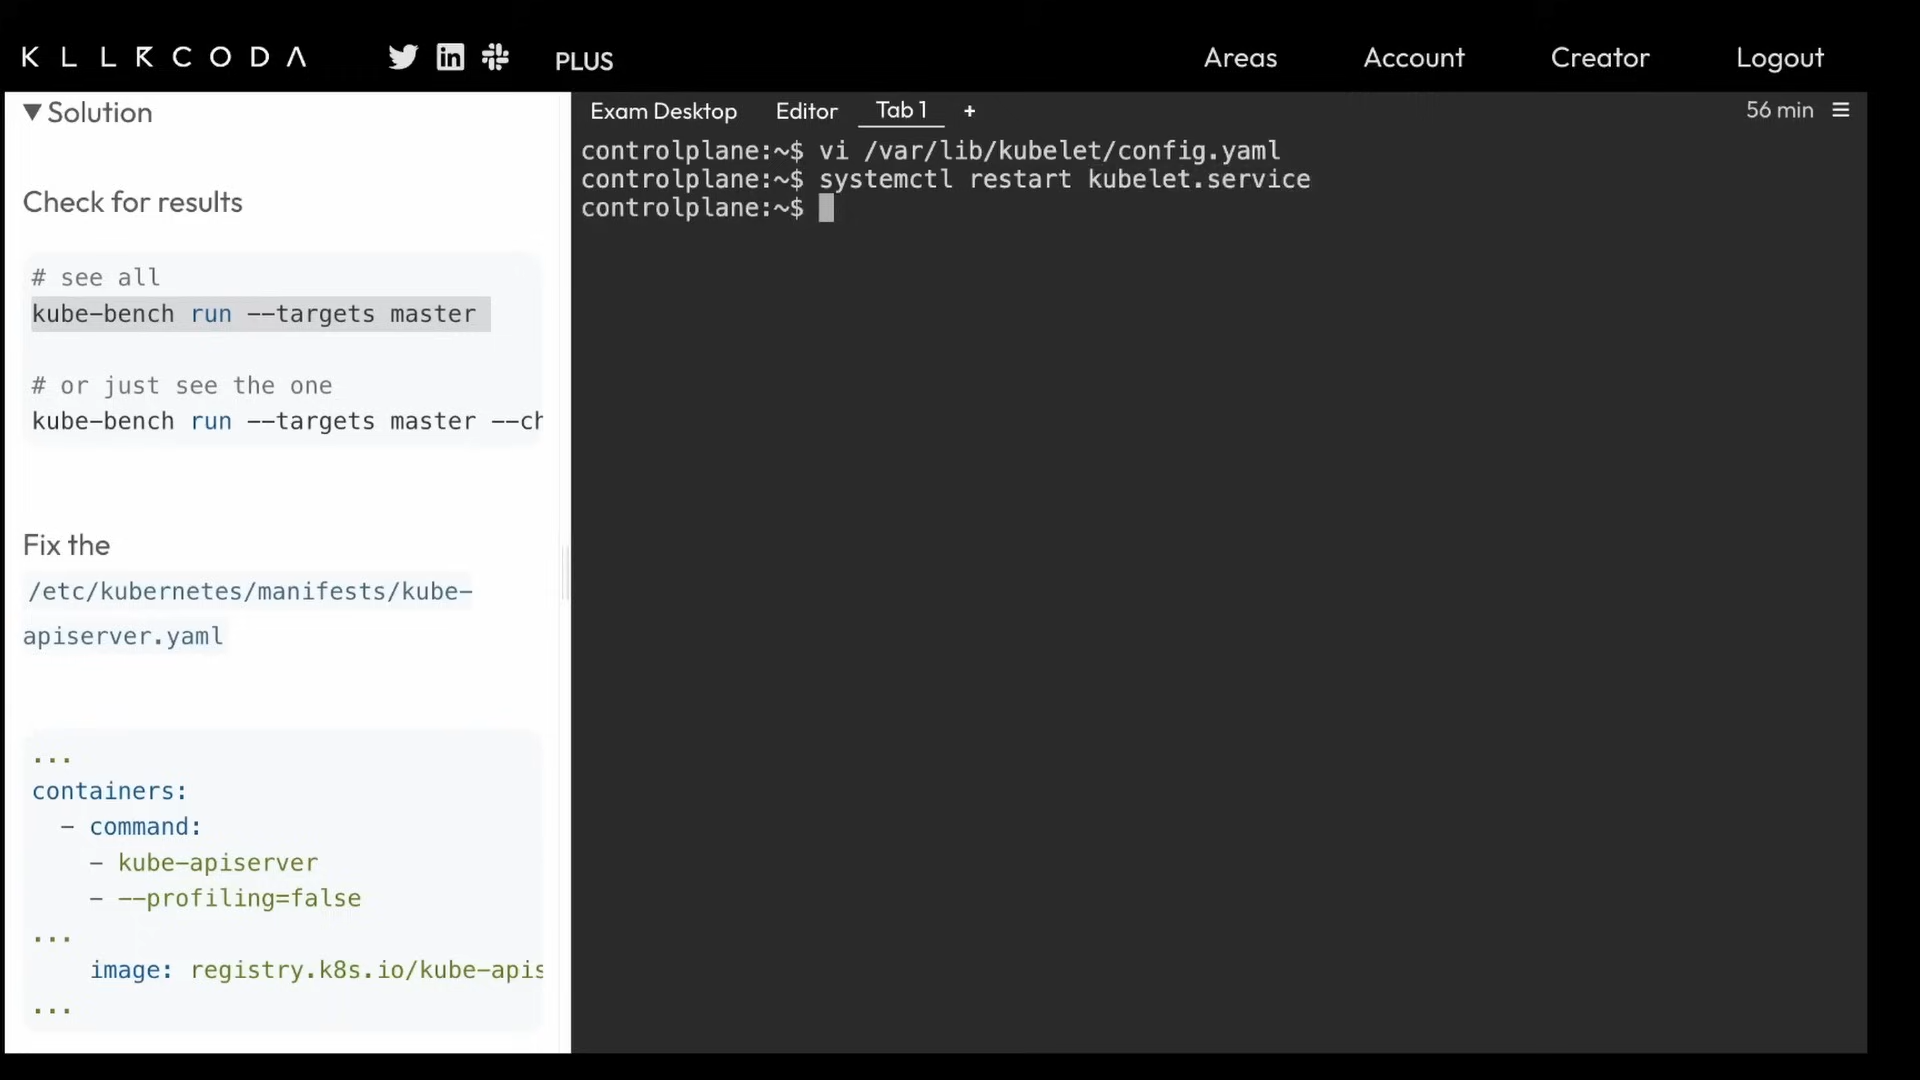 KILLERCODA
PLUS
Areas
Account
Creator
Logout
▼ Solution
Check for results
# see all
kube-bench run --targets master
# or just see the one
kube-bench run --targets master --ch
Fix the
/etc/kubernetes/manifests/kube-
apiserver.yaml
...
containers:
- command:
- kube-apiserver
- --profiling=false
...
image: registry.k8s.io/kube-apis
...
Exam Desktop
Editor
Tab 1
+
56 min
controlplane:~$ vi /var/lib/kubelet/config.yaml
controlplane:~$ systemctl restart kubelet.service
controlplane:~$